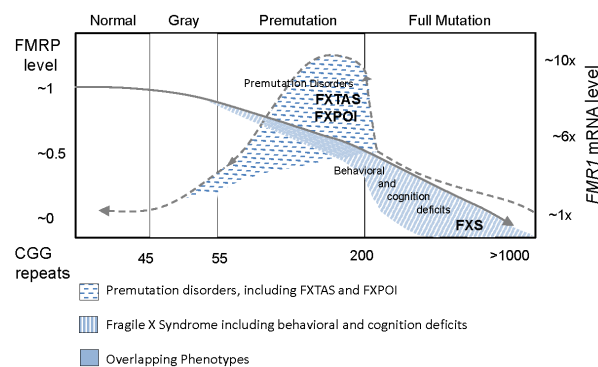 Normal Gray Premutation Full Mutation
FMRP
level
~1
~0.5
~0
~10x
~6x
~1x
FMR1 mRNA level
Premutation Disorders
FXTAS
FXPOI
Behavioral
and
cognition
deficits
FXS
CGG
repeats
45 55 200 >1000
Premutation disorders, including FXTAS and FXPOI
Fragile X Syndrome including behavioral and cognition deficits
Overlapping Phenotypes